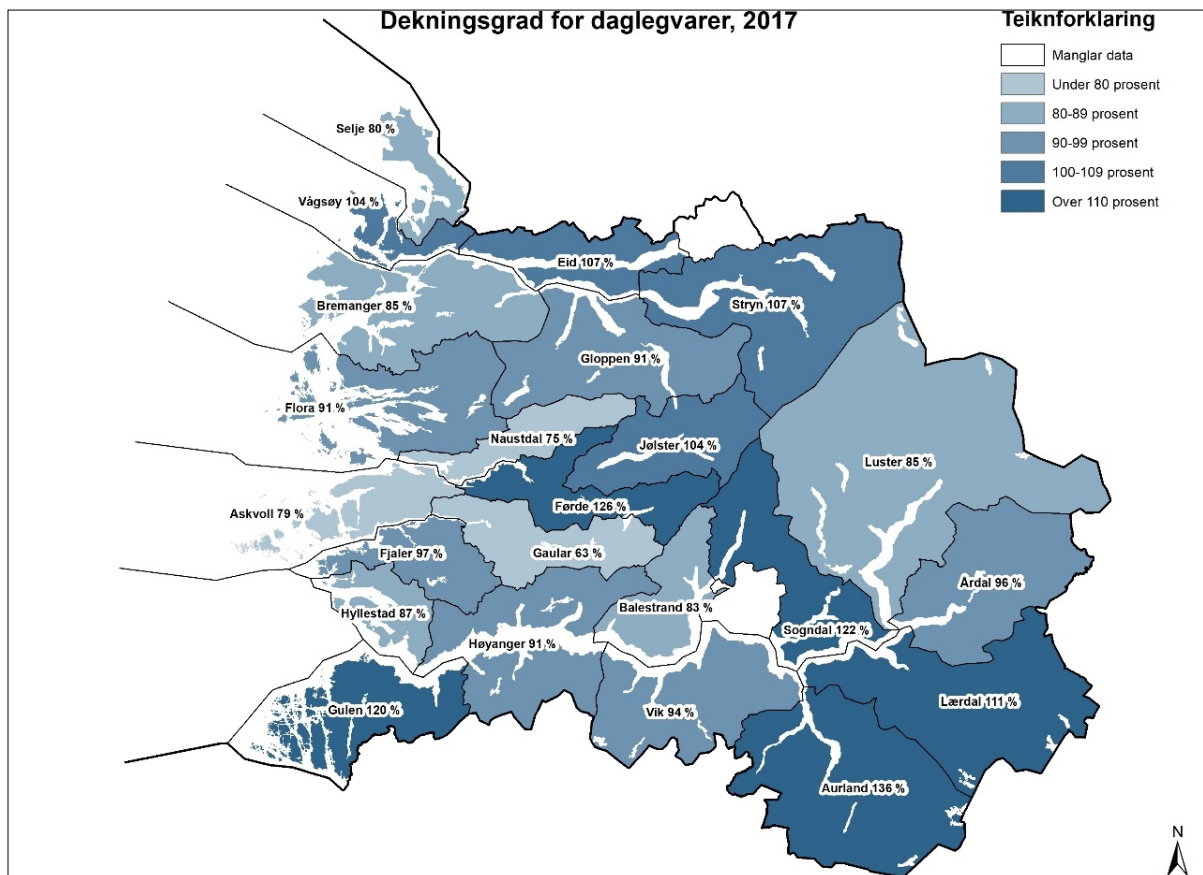 Dekningsgrad for daglegvarer, 2017
Teiknforklaring
Manglar data
Under 80 prosent
80-89 prosent
90-99 prosent
100-109 prosent
Over 110 prosent
Selje 80 %
Vågsøy 104 %
Eid 107 %
Bremanger 85 %
Stryn 107 %
Gloppen 91 %
Flora 91 %
Naustdal 75 %
Jølster 104 %
Luster 85 %
Askvoll 79 %
Førde 126 %
Fjaler 97 %
Gaular 63 %
Årdal 96 %
Hyllestad 87 %
Balestrand 83 %
Sogndal 122 %
Høyanger 91 %
Lærdal 111 %
Gulen 120 %
Vik 94 %
Aurland 136 %
N